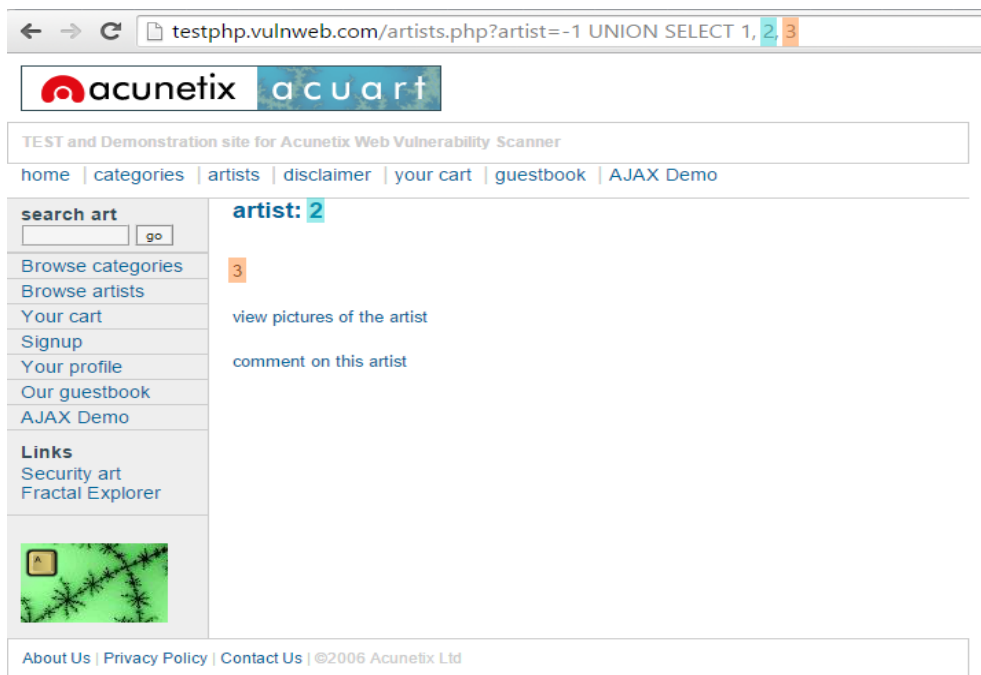 testphp.vulnweb.com/artists.php?artist=-1 UNION SELECT 1, 2, 3
acunetix acuart
TEST and Demonstration site for Acunetix Web Vulnerability Scanner
home | categories | artists | disclaimer | your cart | guestbook | AJAX Demo
search art
go
Browse categories
Browse artists
Your cart
Signup
Your profile
Our guestbook
AJAX Demo
Links
Security art
Fractal Explorer
A
artist: 2
3
view pictures of the artist
comment on this artist
About Us | Privacy Policy | Contact Us | ©2006 Acunetix Ltd